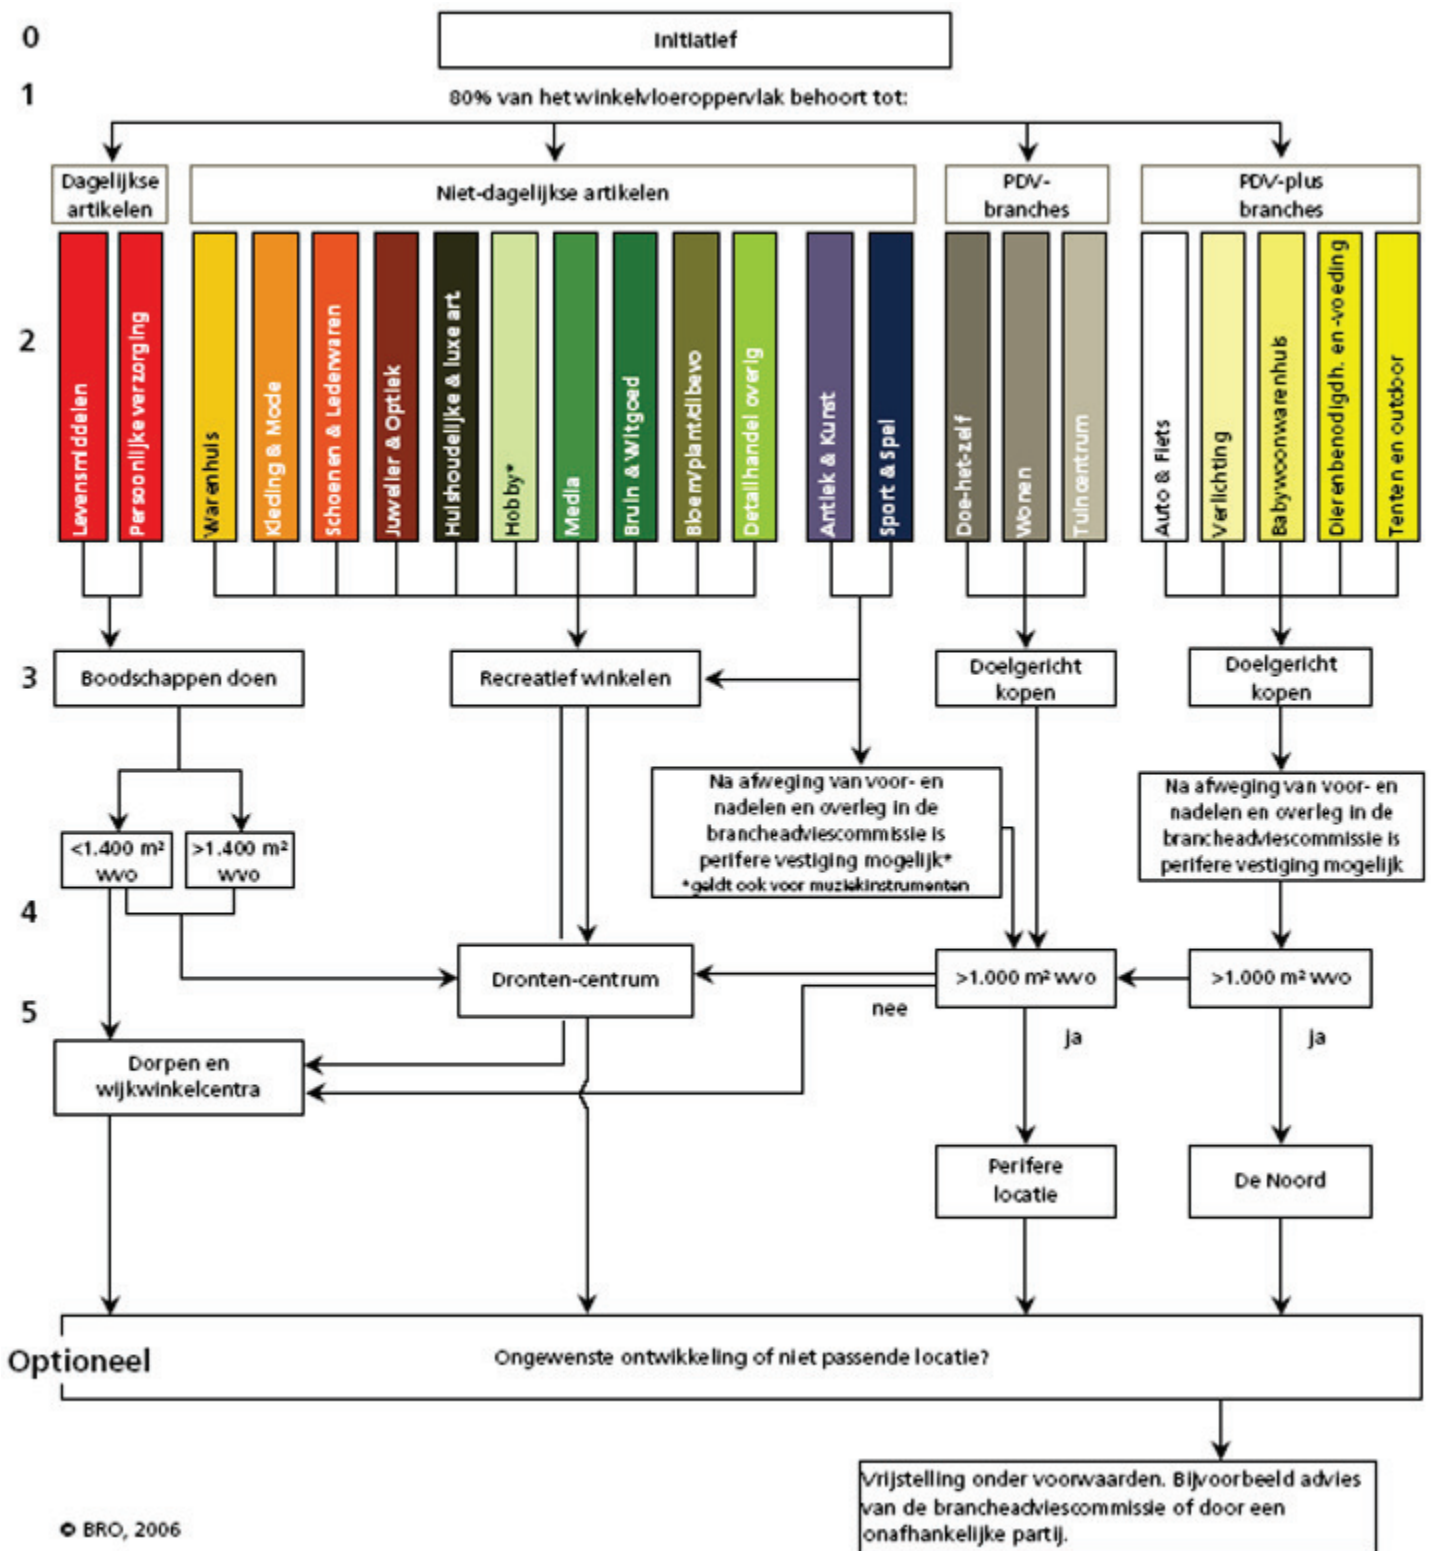 0
Initiatief
1
80% van het winkelvloeroppervlak behoort tot:
Dagelijkse
artikelen
Niet-dagelijkse artikelen
PDV-
branches
PDV-plus
branches
2
Levensmiddelen
Persoonlijke verzorging
Warenhuis
Kleding & Mode
Schoenen & Lederwaren
Juwelier & Optiek
Huishoudelijke & luxe art.
Hobby*
Media
Bruin & Witgoed
Bloem/plant/dibevo
Detailhandel overig
Antiek & Kunst
Sport & Spel
Doe-het-zelf
Wonen
Tuincentrum
Auto & Fiets
Verlichting
Babywoonwarenhuis
Dierenbenodigdh. en -voeding
Tenten en outdoor
3
Boodschappen doen
Recreatief winkelen
Doelgericht
kopen
Doelgericht
kopen
Na afweging van voor- en
nadelen en overleg in de
brancheadviescommissie is
perifere vestiging mogelijk*
*geldt ook voor muziekinstrumenten
Na afweging van voor- en
nadelen en overleg in de
brancheadviescommissie is
perifere vestiging mogelijk
<1.400 m²
wvo
>1.400 m²
wvo
4
Dronten-centrum
>1.000 m² wvo
>1.000 m² wvo
5
nee
ja
ja
Dorpen en
wijkwinkelcentra
Perifere
locatie
De Noord
Optioneel
Ongewenste ontwikkeling of niet passende locatie?
Vrijstelling onder voorwaarden. Bijvoorbeeld advies
van de brancheadviescommissie of door een
onafhankelijke partij.
© BRO, 2006